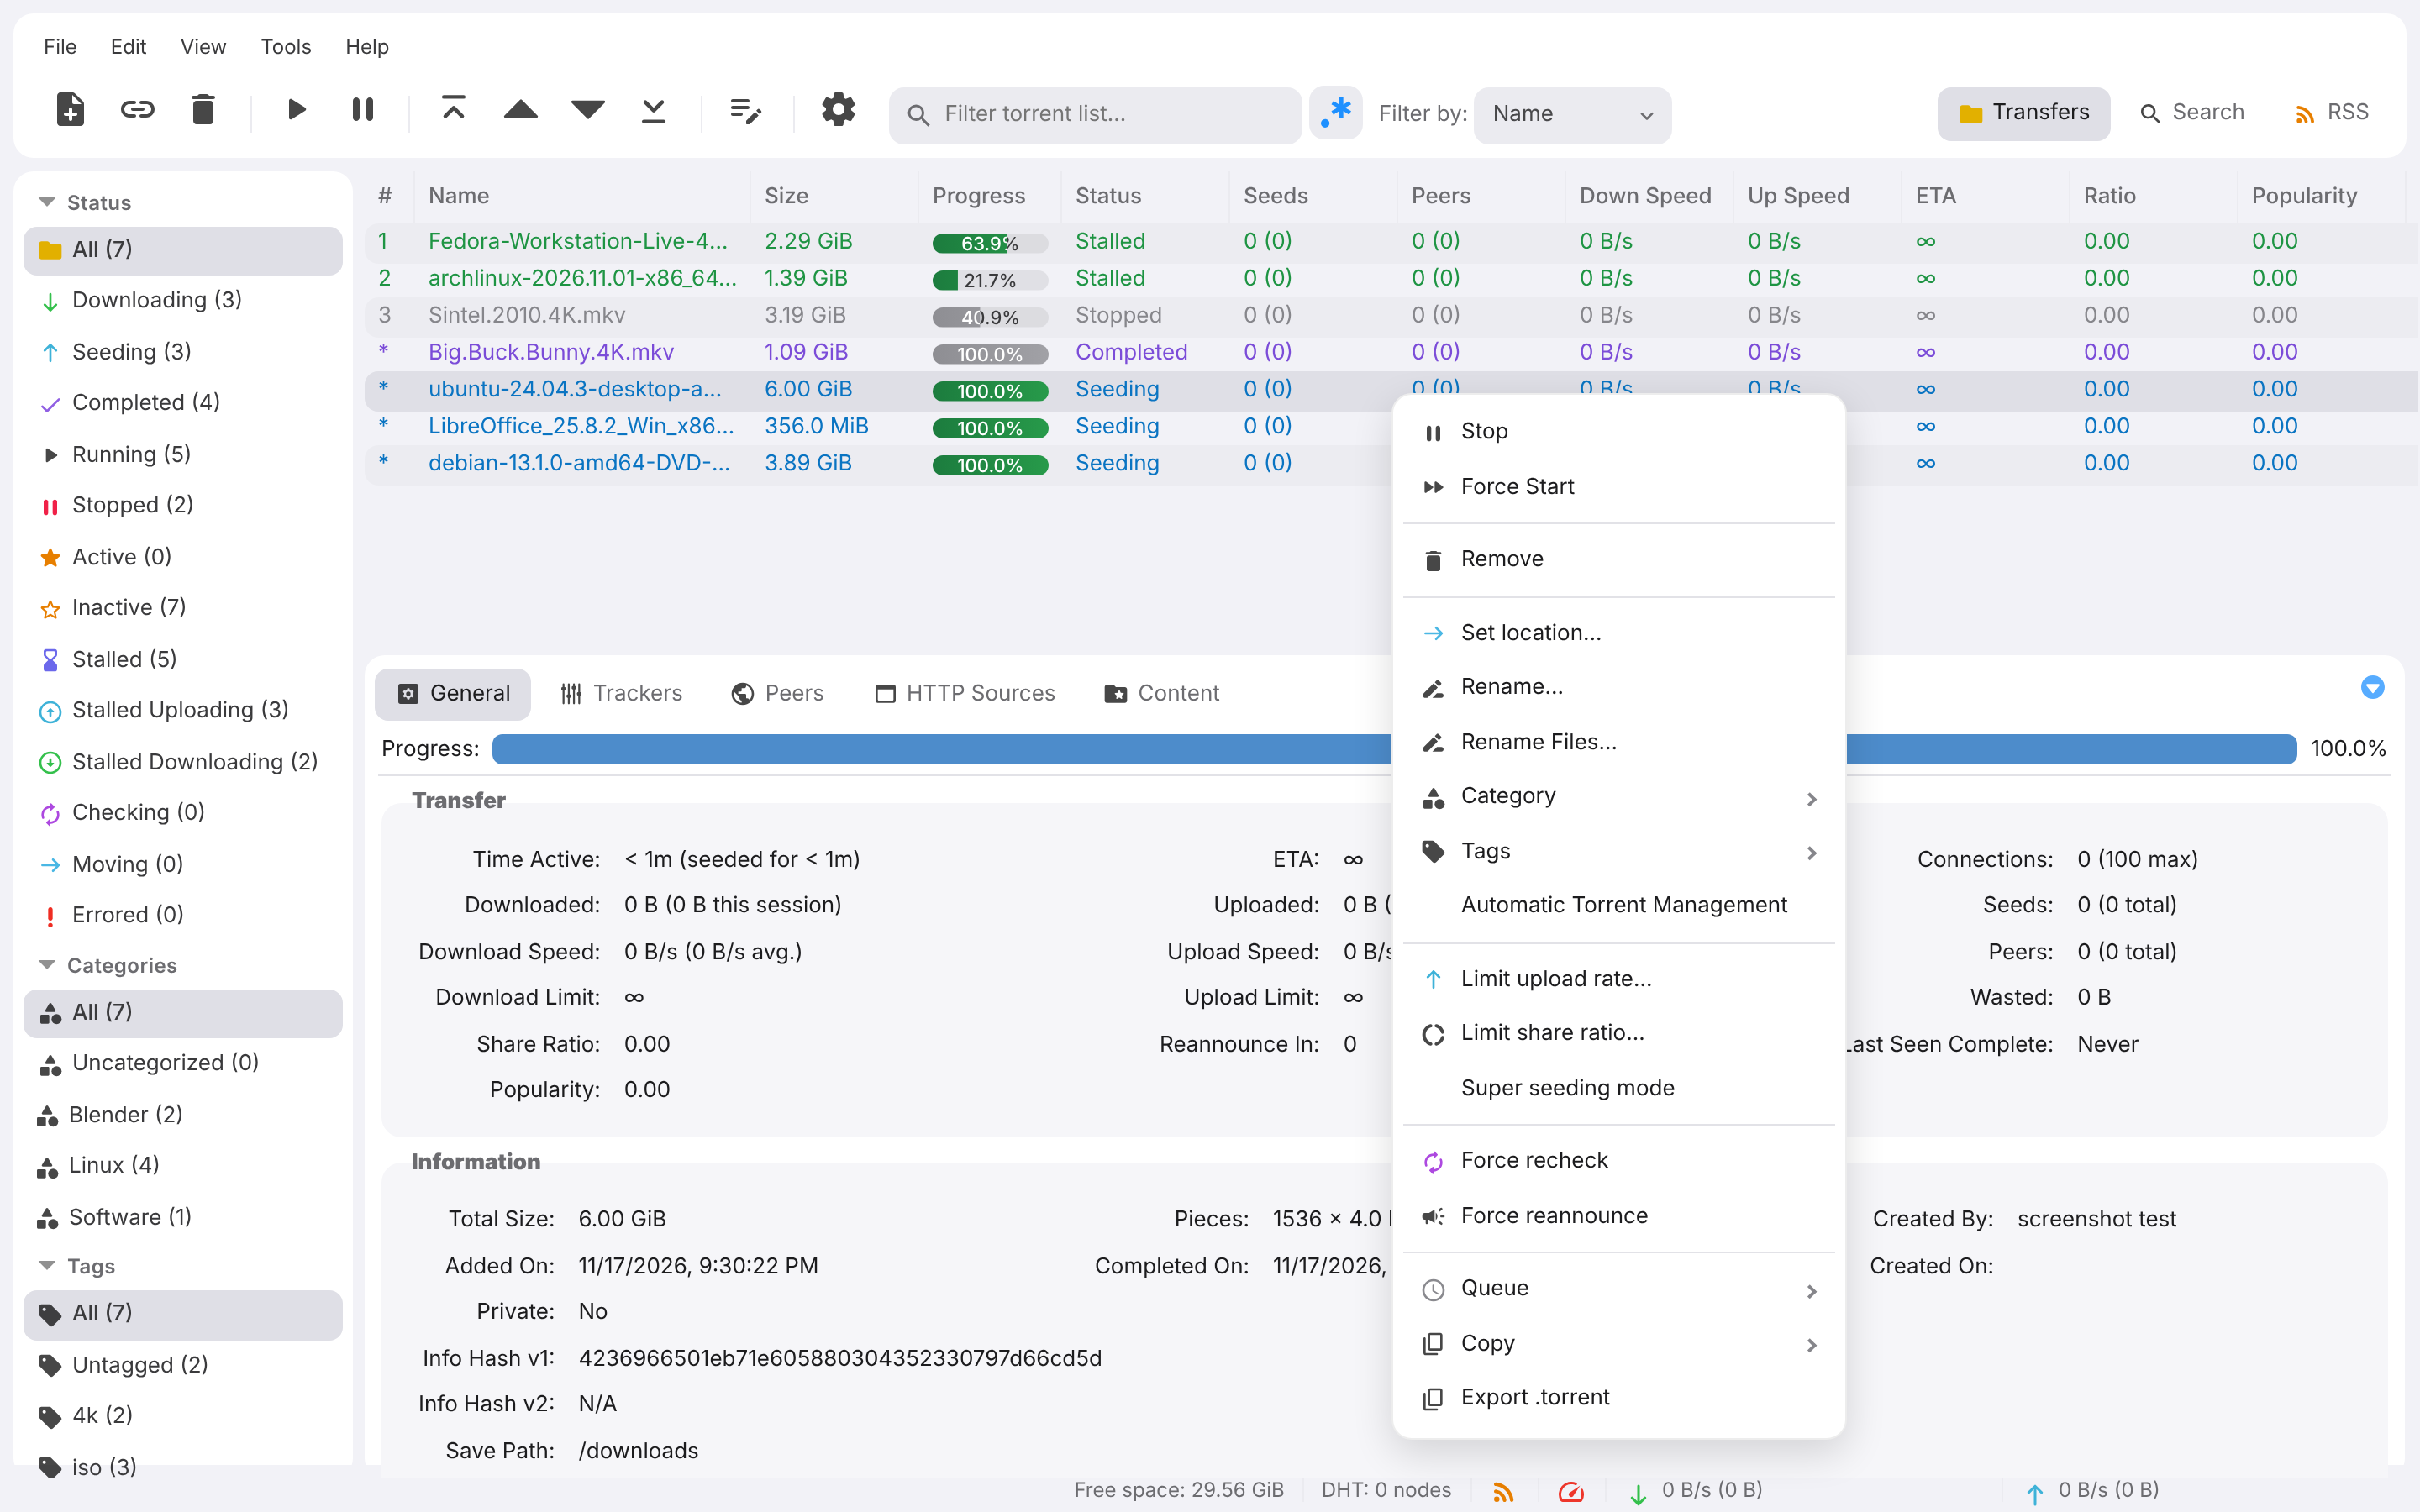 File Edit View Tools Help
Filter torrent list... .* Filter by: Name Transfers Search RSS
Status
All (7)
Downloading (3)
Seeding (3)
Completed (4)
Running (5)
Stopped (2)
Active (0)
Inactive (7)
Stalled (5)
Stalled Uploading (3)
Stalled Downloading (2)
Checking (0)
Moving (0)
Errored (0)
Categories
All (7)
Uncategorized (0)
Blender (2)
Linux (4)
Software (1)
Tags
All (7)
Untagged (2)
4k (2)
iso (3)
# Name Size Progress Status Seeds Peers Down Speed Up Speed ETA Ratio Popularity
1 Fedora-Workstation-Live-4... 2.29 GiB 63.9% Stalled 0 (0) 0 (0) 0 B/s 0 B/s ∞ 0.00 0.00
2 archlinux-2026.11.01-x86_64... 1.39 GiB 21.7% Stalled 0 (0) 0 (0) 0 B/s 0 B/s ∞ 0.00 0.00
3 Sintel.2010.4K.mkv 3.19 GiB 40.9% Stopped 0 (0) 0 (0) 0 B/s 0 B/s ∞ 0.00 0.00
* Big.Buck.Bunny.4K.mkv 1.09 GiB 100.0% Completed 0 (0) 0 (0) 0 B/s 0 B/s ∞ 0.00 0.00
* ubuntu-24.04.3-desktop-a... 6.00 GiB 100.0% Seeding 0 (0) 0 (0) 0 B/s 0 B/s ∞ 0.00 0.00
* LibreOffice_25.8.2_Win_x86... 356.0 MiB 100.0% Seeding 0 (0) ∞ 0.00 0.00
* debian-13.1.0-amd64-DVD-... 3.89 GiB 100.0% Seeding 0 (0) ∞ 0.00 0.00
Stop
Force Start
Remove
Set location...
Rename...
Rename Files...
Category
Tags
Automatic Torrent Management
Limit upload rate...
Limit share ratio...
Super seeding mode
Force recheck
Force reannounce
Queue
Copy
Export .torrent
General Trackers Peers HTTP Sources Content
Progress: 100.0%
Transfer
Time Active: < 1m (seeded for < 1m) ETA: ∞ Connections: 0 (100 max)
Downloaded: 0 B (0 B this session) Uploaded: 0 B ( Seeds: 0 (0 total)
Download Speed: 0 B/s (0 B/s avg.) Upload Speed: 0 B/s Peers: 0 (0 total)
Download Limit: ∞ Upload Limit: ∞ Wasted: 0 B
Share Ratio: 0.00 Reannounce In: 0 Last Seen Complete: Never
Popularity: 0.00
Information
Total Size: 6.00 GiB Pieces: 1536 × 4.0 Created By: screenshot test
Added On: 11/17/2026, 9:30:22 PM Completed On: 11/17/2026, Created On:
Private: No
Info Hash v1: 4236966501eb71e605880304352330797d66cd5d
Info Hash v2: N/A
Save Path: /downloads
Free space: 29.56 GiB DHT: 0 nodes 0 B/s (0 B) 0 B/s (0 B)